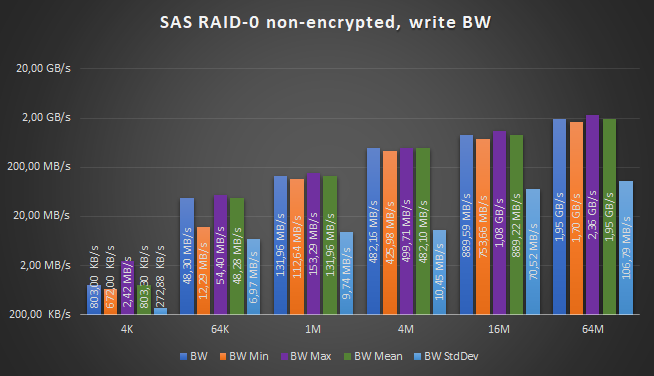 SAS RAID-0 non-encrypted, write BW
20,00 GB/s
2,00 GB/s
200,00 MB/s
20,00 MB/s
2,00 MB/s
200,00 KB/s
803,00 KB/s
672,00 KB/s
2,42 MB/s
803,30 KB/s
272,88 KB/s
48,30 MB/s
12,29 MB/s
54,40 MB/s
48,28 MB/s
6,97 MB/s
131,96 MB/s
112,64 MB/s
153,29 MB/s
131,96 MB/s
9,74 MB/s
482,16 MB/s
425,98 MB/s
499,71 MB/s
482,10 MB/s
10,45 MB/s
889,59 MB/s
753,66 MB/s
1,08 GB/s
889,22 MB/s
70,52 MB/s
1,95 GB/s
1,70 GB/s
2,36 GB/s
1,95 GB/s
106,79 MB/s
4K 64K 1M 4M 16M 64M
BW BW Min BW Max BW Mean BW StdDev